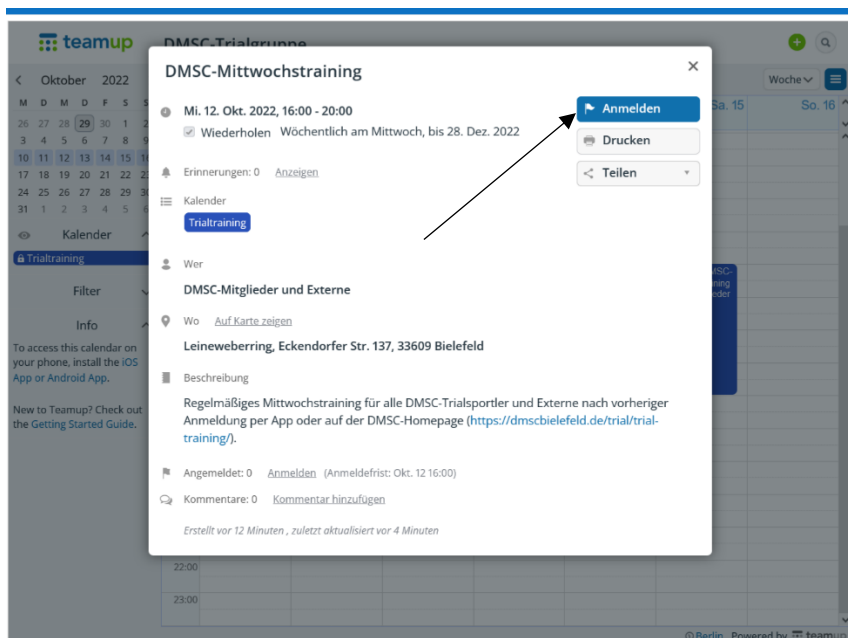 teamup
DMSC-Trialgruppe
Oktober 2022
Woche
M D M D F S S
26 27 28 29 30 1 2
3 4 5 6 7 8 9
10 11 12 13 14 15 16
17 18 19 20 21 22 23
24 25 26 27 28 29 30
31 1 2 3 4 5 6
Kalender
Trialtraining
Filter
Info
To access this calendar on
your phone, install the iOS
App or Android App.
New to Teamup? Check out
the Getting Started Guide.
Sa. 15 So. 16
DMSC-Mittwochstraining
Mi. 12. Okt. 2022, 16:00 - 20:00
Wiederholen Wöchentlich am Mittwoch, bis 28. Dez. 2022
Anmelden
Drucken
Teilen
Erinnerungen: 0 Anzeigen
Kalender
Trialtraining
Wer
DMSC-Mitglieder und Externe
Wo Auf Karte zeigen
Leineweberring, Eckendorfer Str. 137, 33609 Bielefeld
Beschreibung
Regelmäßiges Mittwochstraining für alle DMSC-Trialsportler und Externe nach vorheriger
Anmeldung per App oder auf der DMSC-Homepage (https://dmscbielefeld.de/trial/trial-
training/).
Angemeldet: 0 Anmelden (Anmeldefrist: Okt. 12 16:00)
Kommentare: 0 Kommentar hinzufügen
Erstellt vor 12 Minuten , zuletzt aktualisiert vor 4 Minuten
22:00
23:00
Berlin Powered by teamup